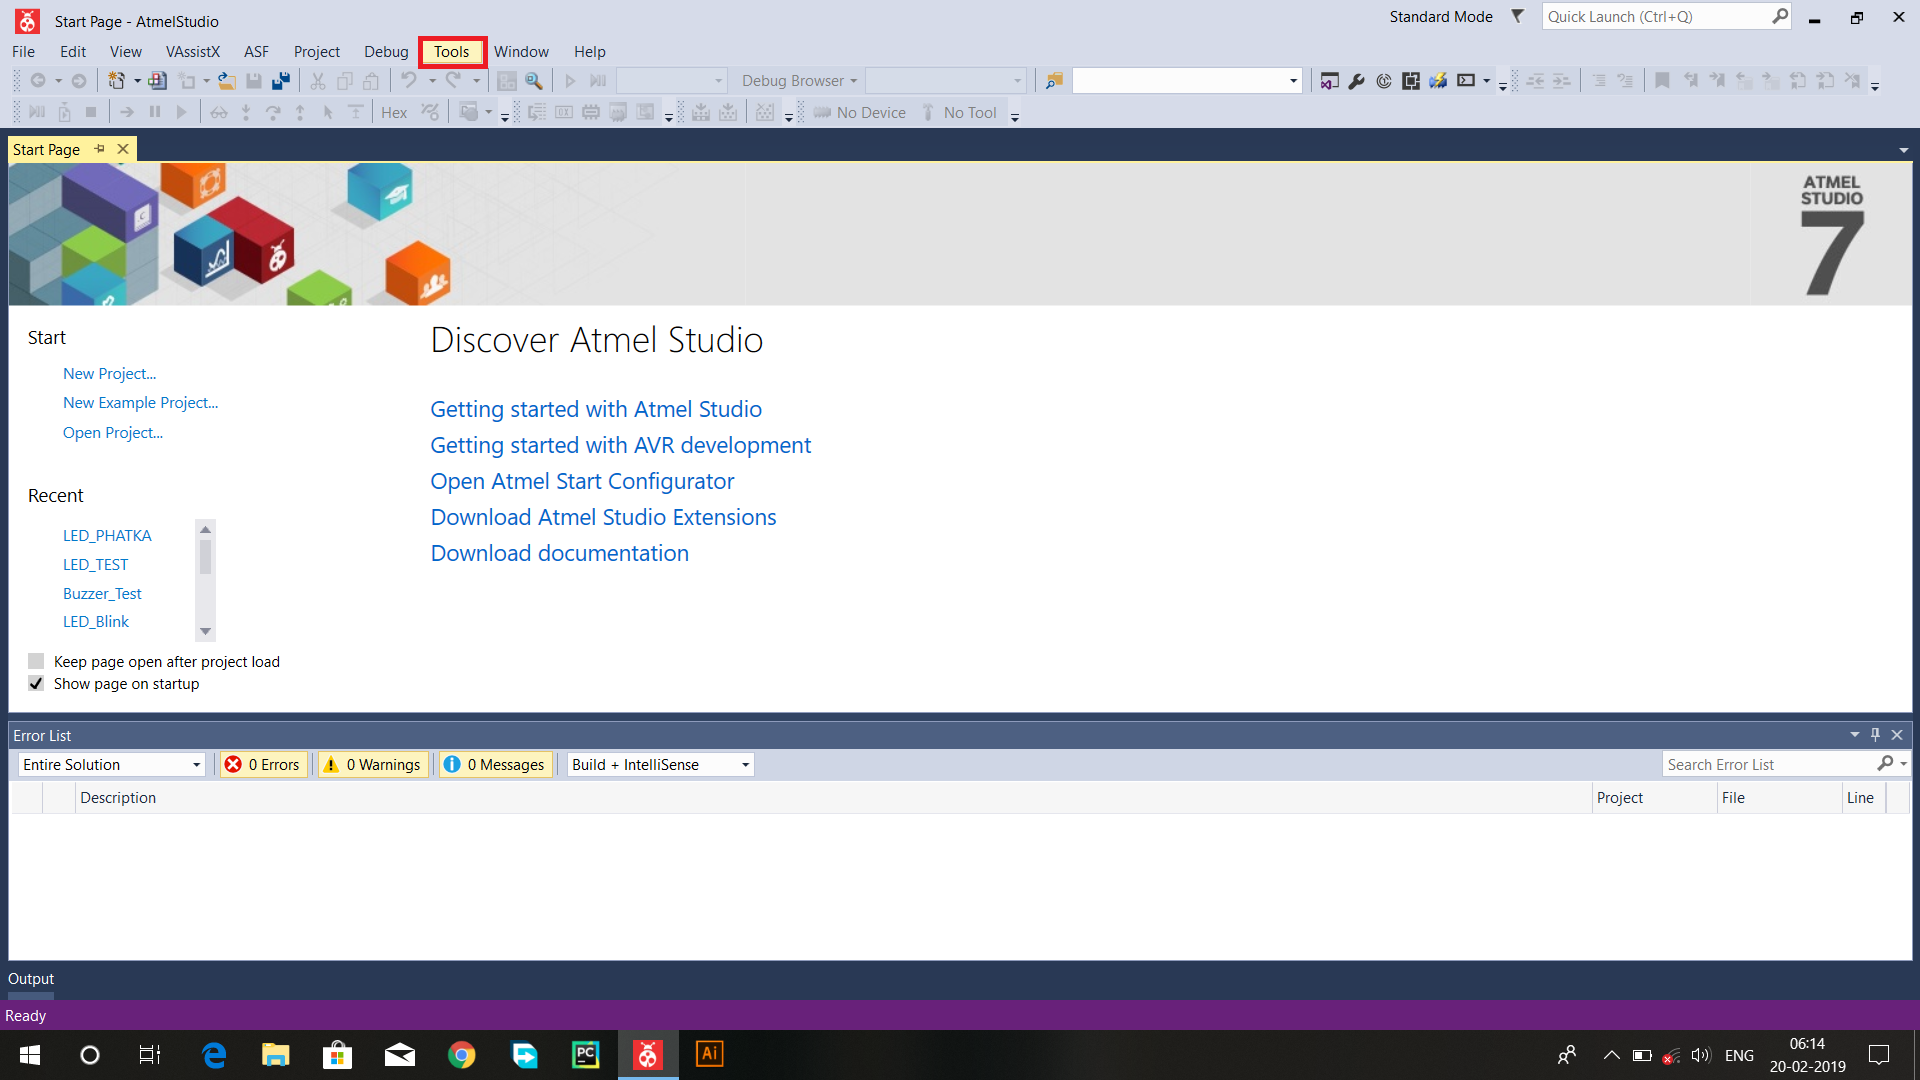 Start Page - AtmelStudio
Standard Mode
Quick Launch (Ctrl+Q)
File Edit View VAssistX ASF Project Debug Tools Window Help
Debug Browser
Hex
No Device
No Tool
Start Page
ATMEL
STUDIO
7
Start
New Project...
New Example Project...
Open Project...
Recent
LED_PHATKA
LED_TEST
Buzzer_Test
LED_Blink
Keep page open after project load
Show page on startup
Discover Atmel Studio
Getting started with Atmel Studio
Getting started with AVR development
Open Atmel Start Configurator
Download Atmel Studio Extensions
Download documentation
Error List
Entire Solution
0 Errors
0 Warnings
0 Messages
Build + IntelliSense
Search Error List
Description Project File Line
Output
Ready
PC
Ai
ENG
06:14
20-02-2019